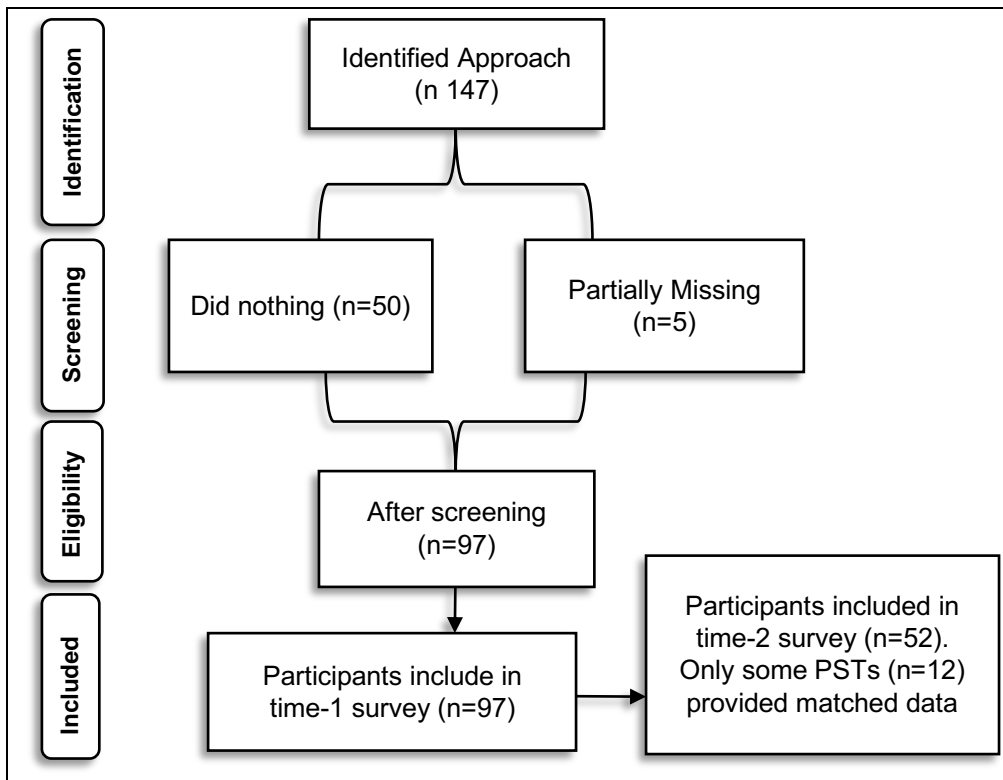 Identification
Identified Approach
(n 147)
Screening
Did nothing (n=50)
Partially Missing
(n=5)
Eligibility
After screening
(n=97)
Included
Participants include in
time-1 survey (n=97)
Participants included in
time-2 survey (n=52).
Only some PSTs (n=12)
provided matched data